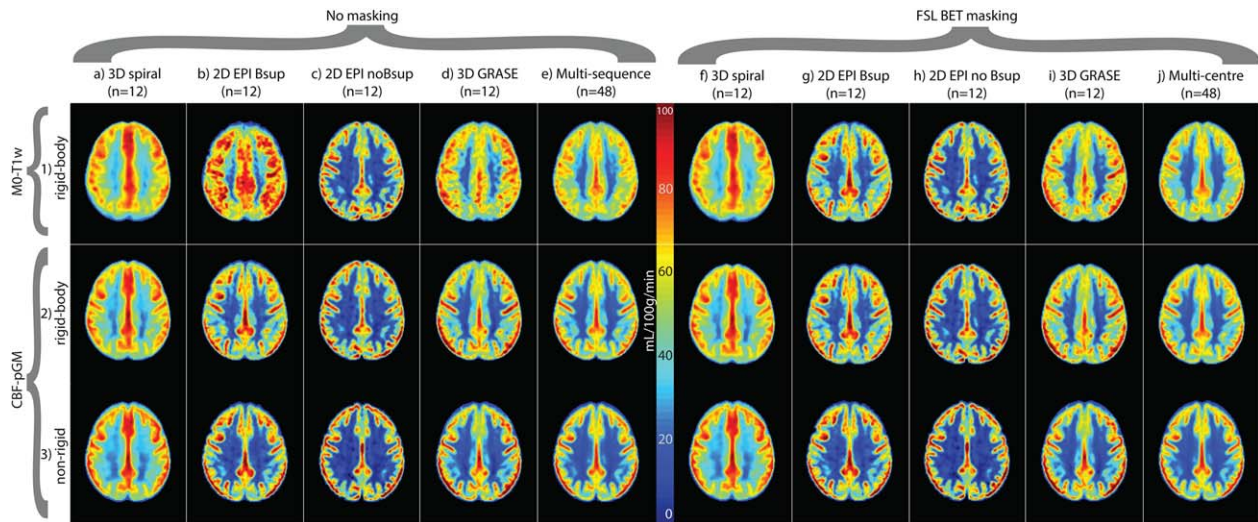 No masking
FSL BET masking
a) 3D spiral
(n=12)
b) 2D EPI Bsup
(n=12)
c) 2D EPI noBsup
(n=12)
d) 3D GRASE
(n=12)
e) Multi-sequence
(n=48)
f) 3D spiral
(n=12)
g) 2D EPI Bsup
(n=12)
h) 2D EPI no Bsup
(n=12)
i) 3D GRASE
(n=12)
j) Multi-centre
(n=48)
M0-T1w
1)
rigid-body
CBF-pGM
2)
rigid-body
3)
non-rigid
100
80
60
40
20
0
mL/100g/min